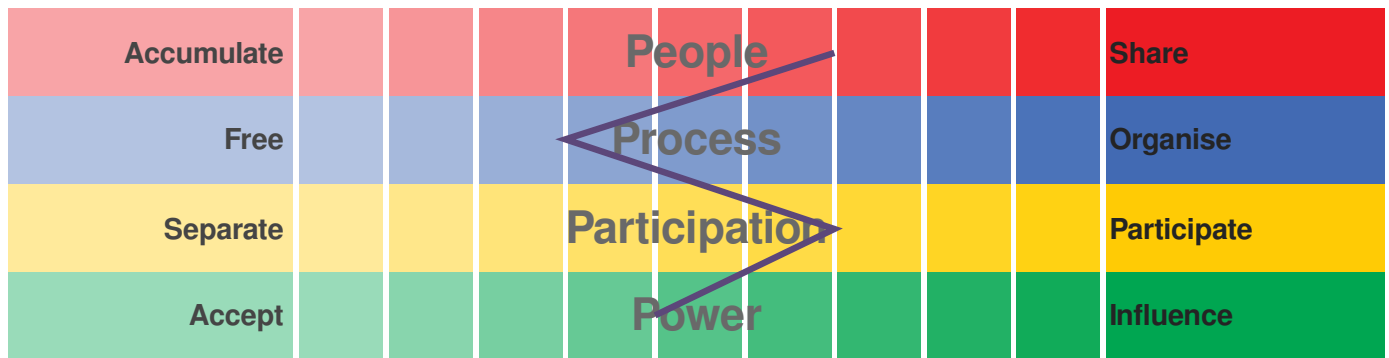 Accumulate People Share
Free Process Organise
Separate Participation Participate
Accept Power Influence